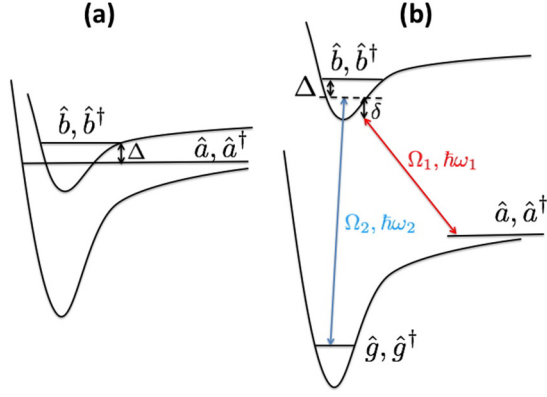 (a)
(b)
b̂, b̂†
Δ
â, â†
b̂, b̂†
Δ
δ
Ω₁, ħω₁
Ω₂, ħω₂
â, â†
ĝ, ĝ†